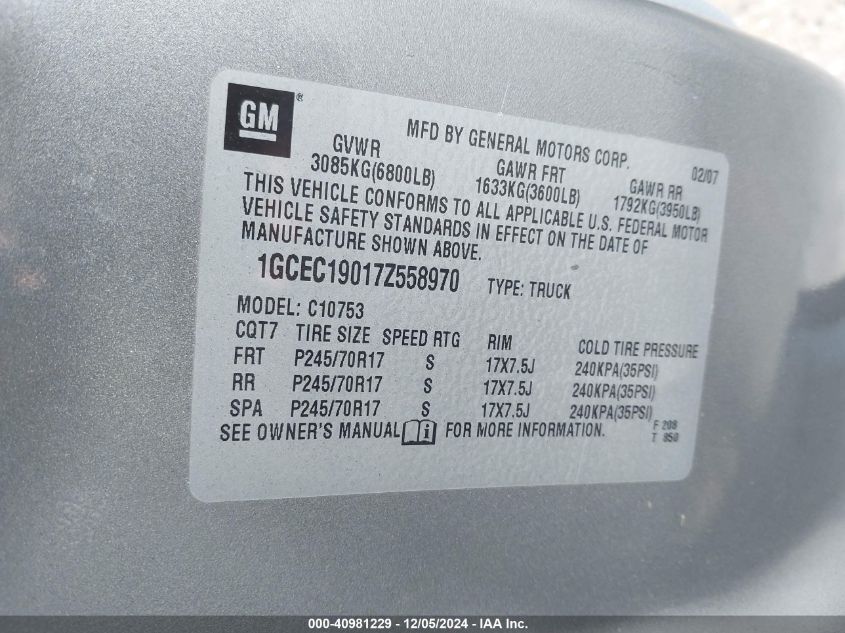 GM ®
MFD BY GENERAL MOTORS CORP. 02/07
GVWR GAWR FRT GAWR RR
3085KG(6800LB) 1633KG(3600LB) 1792KG(3950LB)
THIS VEHICLE CONFORMS TO ALL APPLICABLE U.S. FEDERAL MOTOR
VEHICLE SAFETY STANDARDS IN EFFECT ON THE DATE OF
MANUFACTURE SHOWN ABOVE.
1GCEC19017Z558970 TYPE: TRUCK
MODEL: C10753
CQT7 TIRE SIZE SPEED RTG RIM COLD TIRE PRESSURE
FRT P245/70R17 S 17X7.5J 240KPA(35PSI)
RR P245/70R17 S 17X7.5J 240KPA(35PSI)
SPA P245/70R17 S 17X7.5J 240KPA(35PSI)
SEE OWNER'S MANUAL i FOR MORE INFORMATION.
F 208
T 850
000-40981229 - 12/05/2024 - IAA Inc.